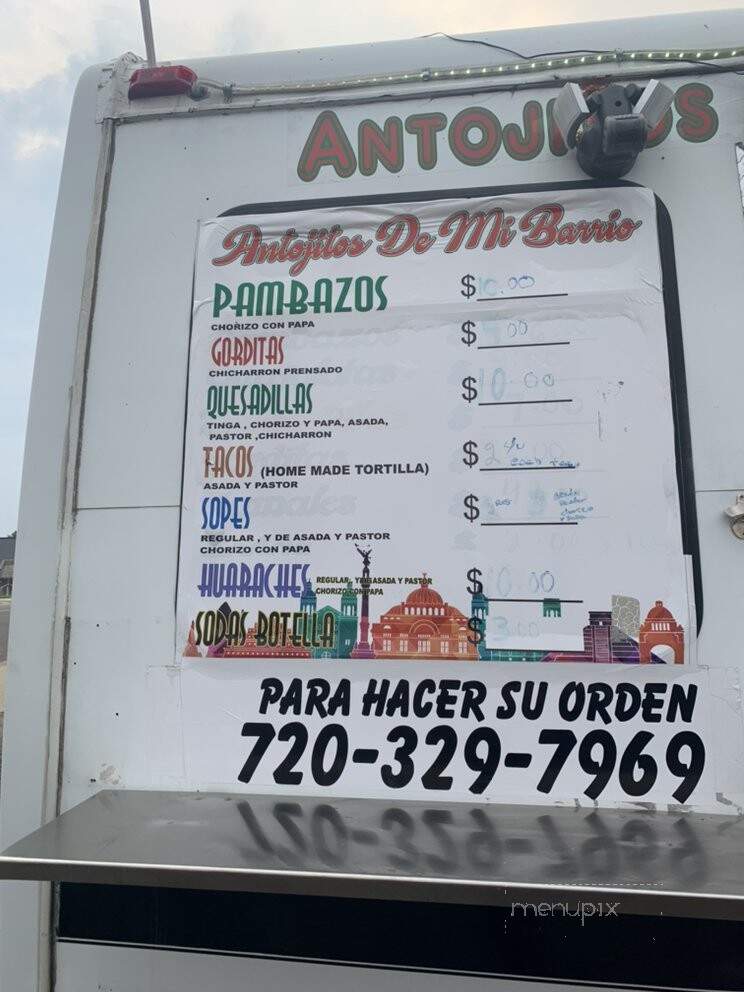 ANTOJ OS
Antojitos De Mi Barrio
PAMBAZOS $10.00
CHORIZO CON PAPA
GORDITAS $ .00
CHICHARRON PRENSADO
QUESADILLAS $10.00
TINGA , CHORIZO Y PAPA, ASADA,
PASTOR ,CHICHARRON
TACOS (HOME MADE TORTILLA) $2
ASADA Y PASTOR
SOPES $
REGULAR , Y DE ASADA Y PASTOR
CHORIZO CON PAPA
HUARACHES REGULAR , Y DE ASADA Y PASTOR $10.00
CHORIZO CON PAPA
SODAS BOTELLA $3.00
PARA HACER SU ORDEN
720-329-7969
menupix